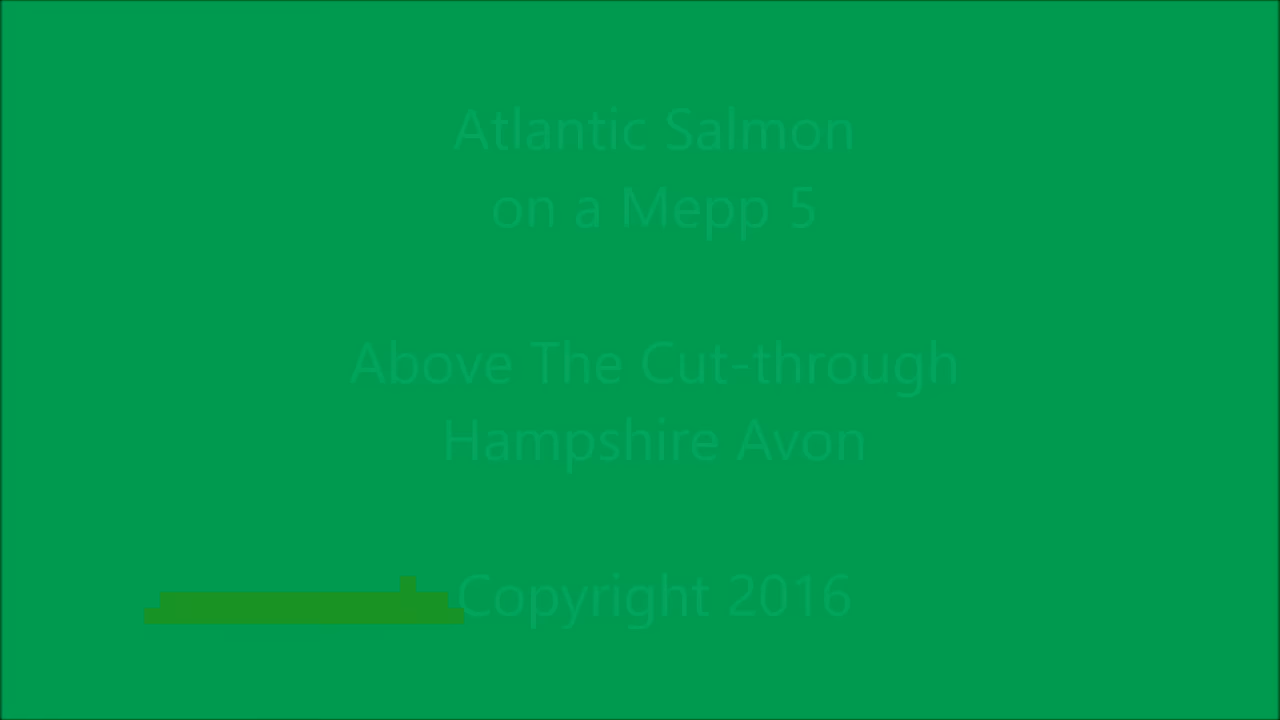 Atlantic Salmon
on a Mepp 5
Above The Cut-through
Hampshire Avon
Copyright 2016